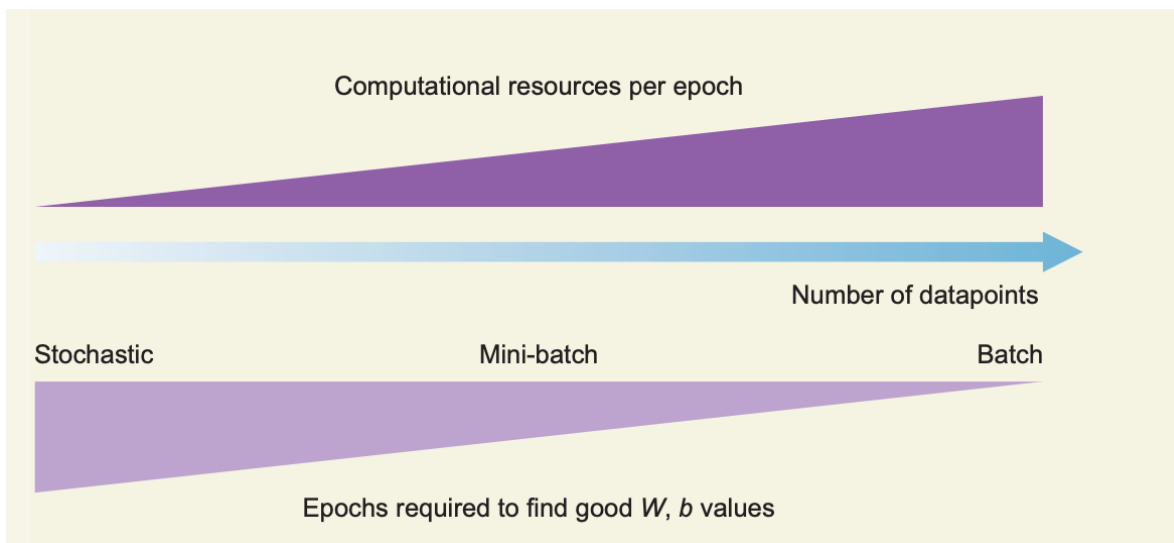 Computational resources per epoch
Number of datapoints
Stochastic Mini-batch Batch
Epochs required to find good W, b values